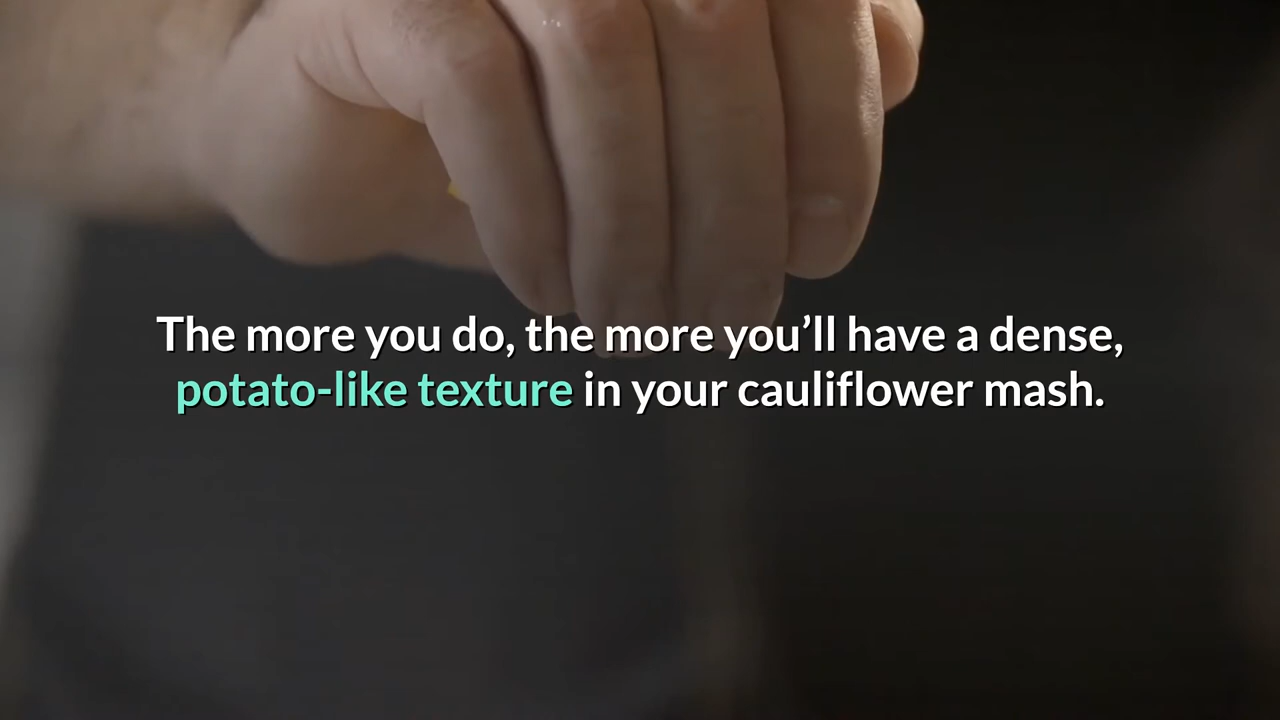 The more you do, the more you’ll have a dense,
potato-like texture in your cauliflower mash.